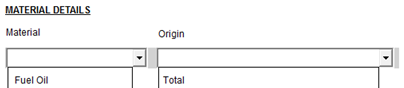 MATERIAL DETAILS
Material Origin
Fuel Oil Total